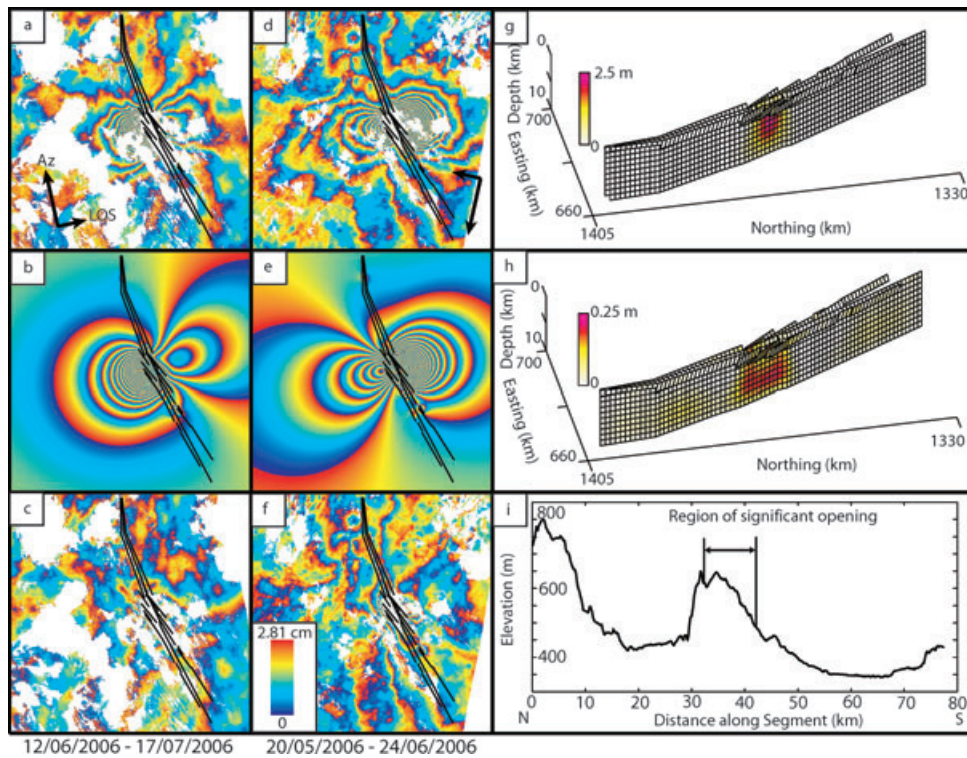 a
Az
LOS
d
b
e
c
f
2.81 cm
0
12/06/2006 - 17/07/2006
20/05/2006 - 24/06/2006
g
0
Depth (km)
10
700
Easting (km)
660
1405
2.5 m
0
Northing (km)
1330
h
0
Depth (km)
10
700
Easting (km)
660
1405
0.25 m
0
Northing (km)
1330
i
Region of significant opening
Elevation (m)
800
600
400
0
10
20
30
40
50
60
70
80
N
Distance along Segment (km)
S